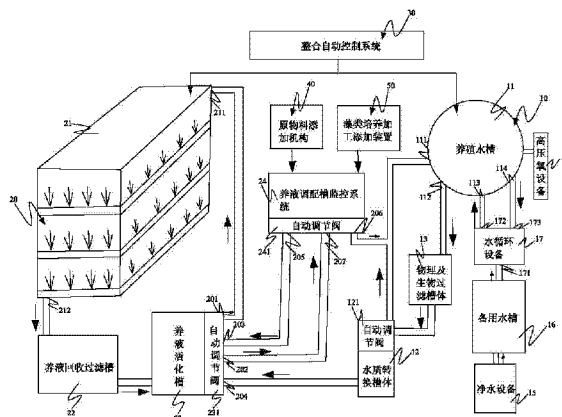 30
整合自动控制系统
211
21
20
212
养液回收过滤槽
22
40
原物料添
加机构
50
藻类培养加
工添加装置
24
养液调配槽监控系
统
自动调节阀
206
241
205
207
201
203
202
204
养液活化槽
自动调节阀
231
11
10
111
养殖水槽
112
113
114
高压氧设备
13
物理及
生物过
滤槽体
121
自动调
节阀
12
水质转
换槽体
172
173
水循环
设备
17
171
备用水槽
16
净水设备
15